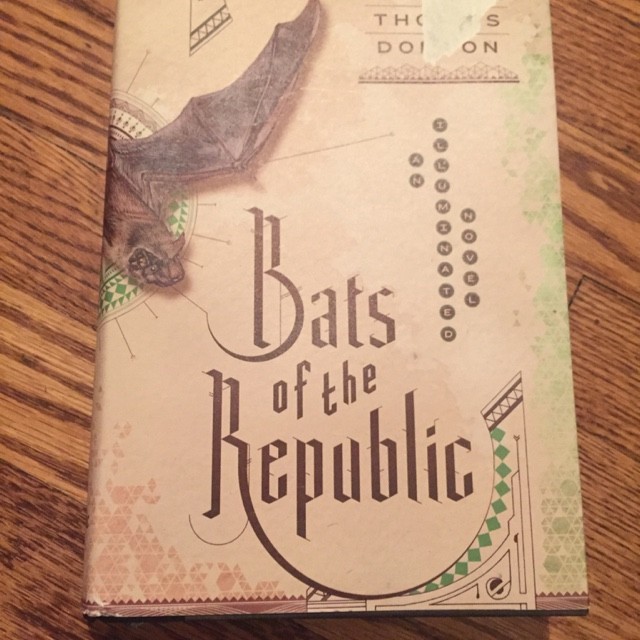 AN
ILLUMINATED
NOVEL
Bats
of the
Republic